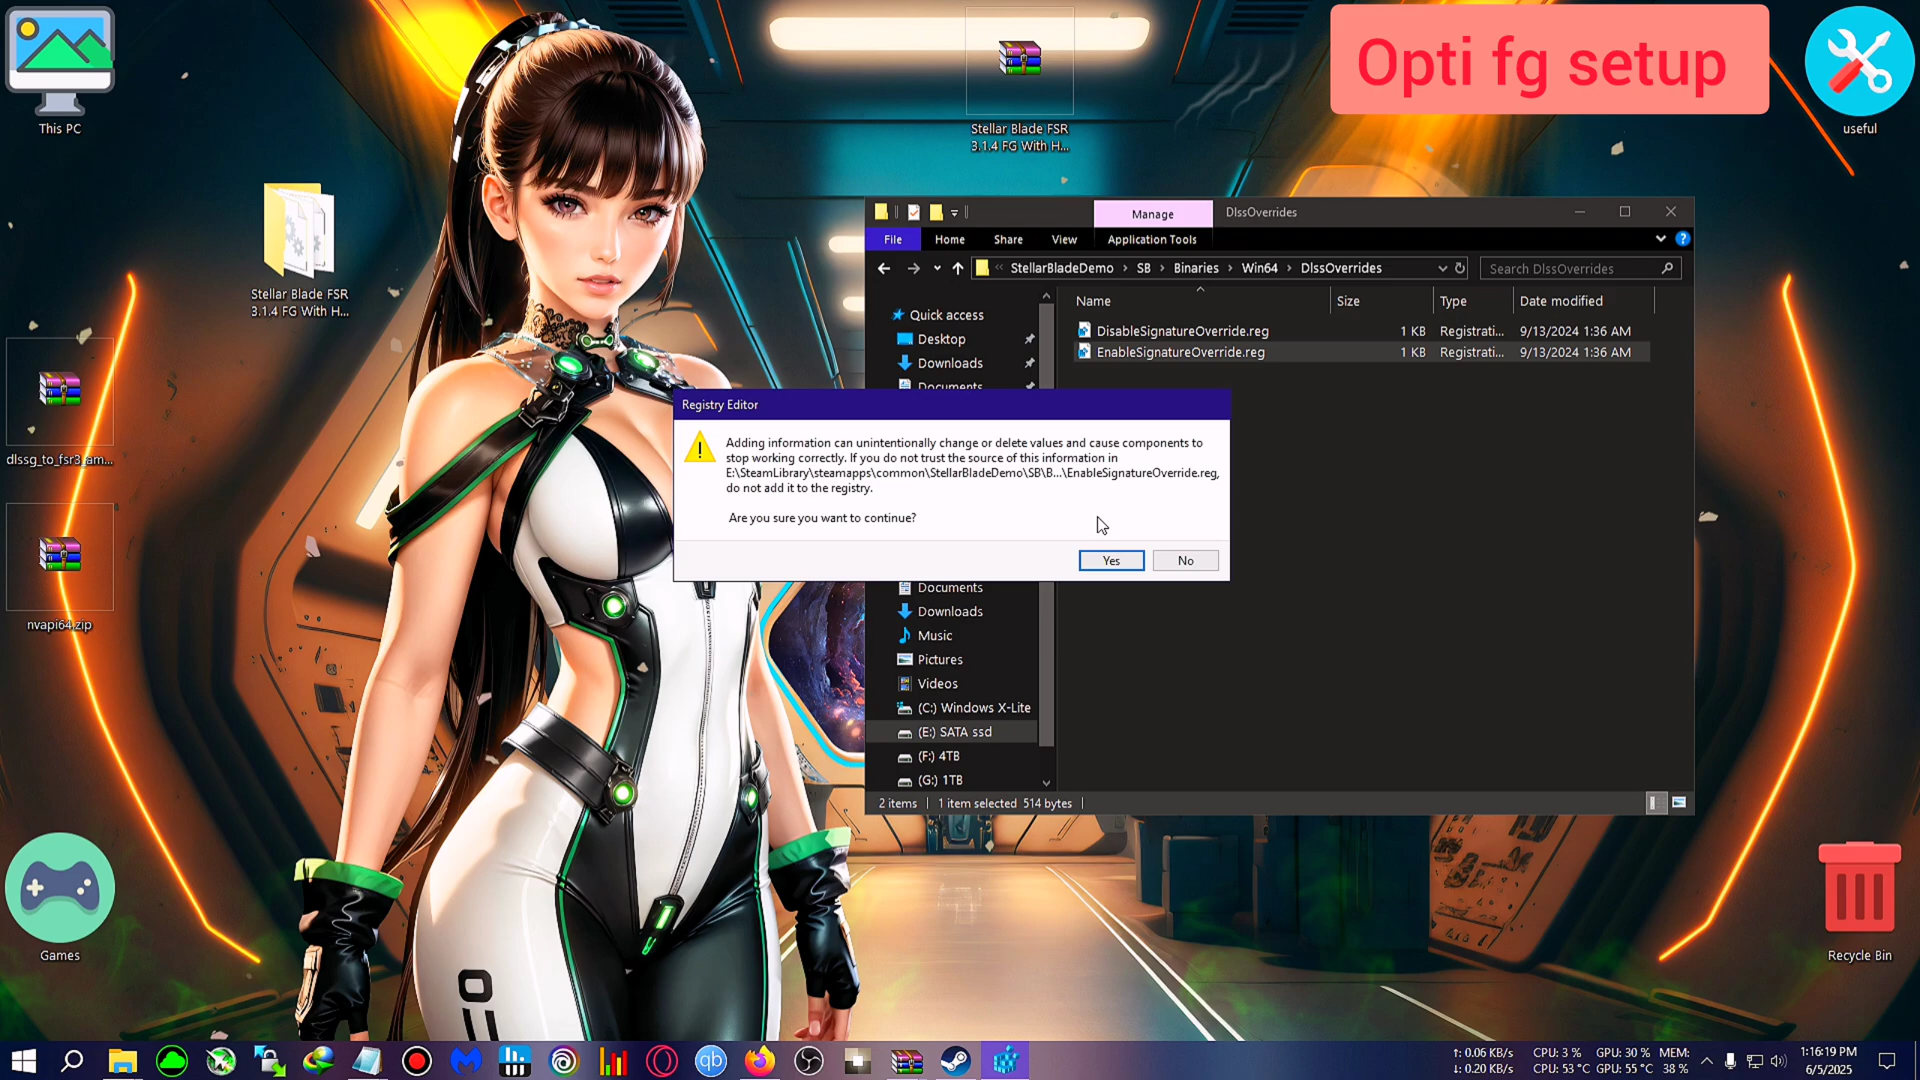 This PC
Stellar Blade FSR
3.1.4 FG With H...
Opti fg setup
useful
Stellar Blade FSR
3.1.4 FG With H...
dlssg_to_fsr3_am...
nvapi64.zip
Games
Recycle Bin
Manage
DlssOverrides
File
Home
Share
View
Application Tools
StellarBladeDemo
SB
Binaries
Win64
DlssOverrides
Search DlssOverrides
Name
Size
Type
Date modified
Quick access
Desktop
Downloads
Documents
DisableSignatureOverride.reg
1 KB
Registrati...
9/13/2024 1:36 AM
EnableSignatureOverride.reg
1 KB
Registrati...
9/13/2024 1:36 AM
Registry Editor
Adding information can unintentionally change or delete values and cause components to
stop working correctly. If you do not trust the source of this information in
E:\SteamLibrary\steamapps\common\StellarBladeDemo\SB\B...\EnableSignatureOverride.reg,
do not add it to the registry.
Are you sure you want to continue?
Yes
No
Documents
Downloads
Music
Pictures
Videos
(C:) Windows X-Lite
(E:) SATA ssd
(F:) 4TB
(G:) 1TB
2 items
1 item selected 514 bytes
↑: 0.06 KB/s
↓: 0.20 KB/s
CPU: 3 % GPU: 30 % MEM:
CPU: 53 °C GPU: 55 °C 38 %
1:16:19 PM
6/5/2025